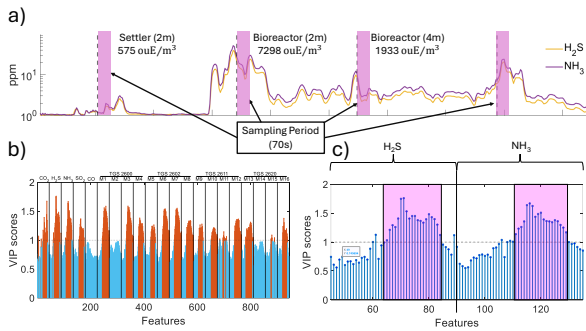 a)
Settler (2m)
575 ouE/m³
Bioreactor (2m)
7298 ouE/m³
Bioreactor (4m)
1933 ouE/m³
H₂S
NH₃
ppm
10¹
10⁰
Sampling Period
(70s)
b)
CO₂ H₂S NH₃ SO₂ CO
TGS 2600 TGS 2602 TGS 2611 TGS 2620
M1 M2 M3 M4 M5 M6 M7 M8 M9 M10 M11 M12 M13 M14 M15 M16
VIP scores
2
1.5
1
0.5
0
200 400 600 800
Features
c)
H₂S NH₃
VIP scores
2
1.5
1
0.5
0
60 80 100 120
Features